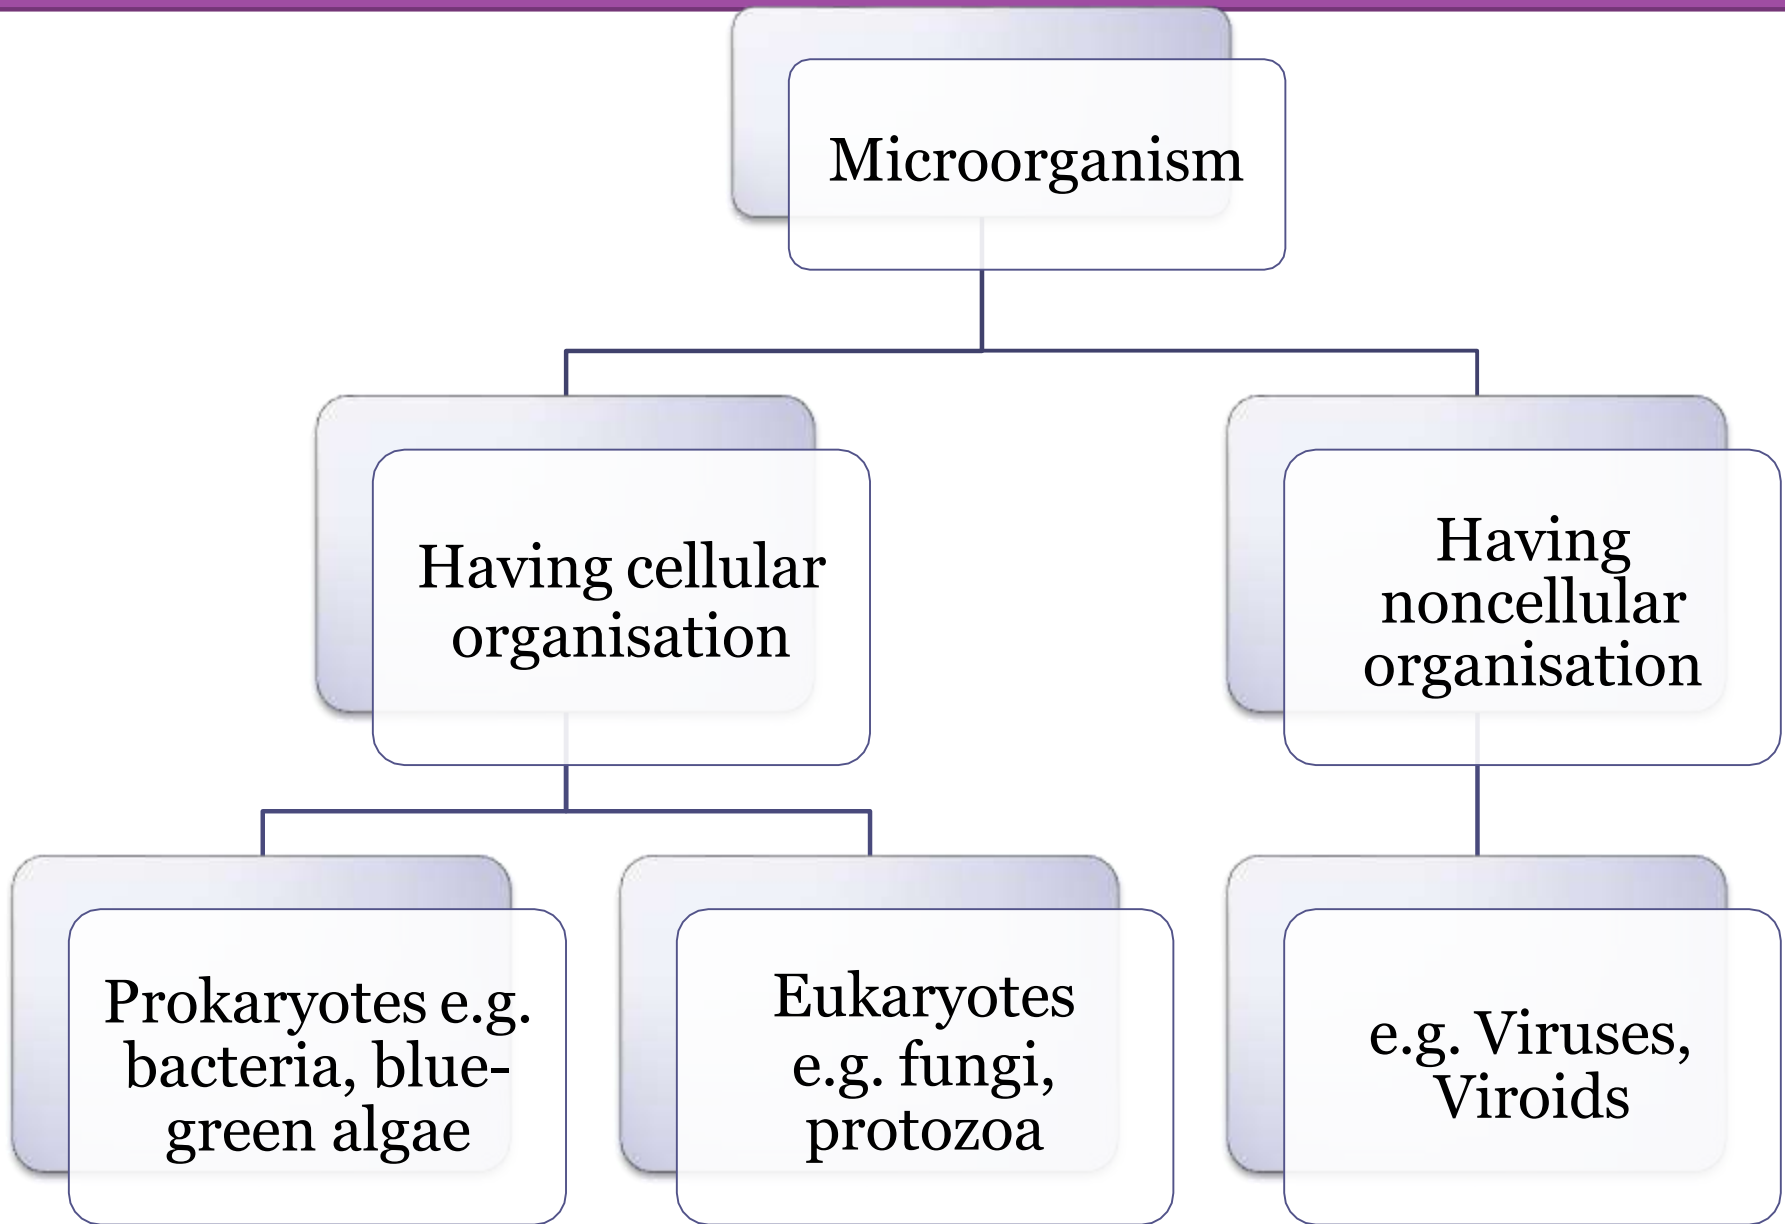 Microorganism
Having cellular
organisation
Having
noncellular
organisation
Prokaryotes e.g.
bacteria, blue-
green algae
Eukaryotes
e.g. fungi,
protozoa
e.g. Viruses,
Viroids